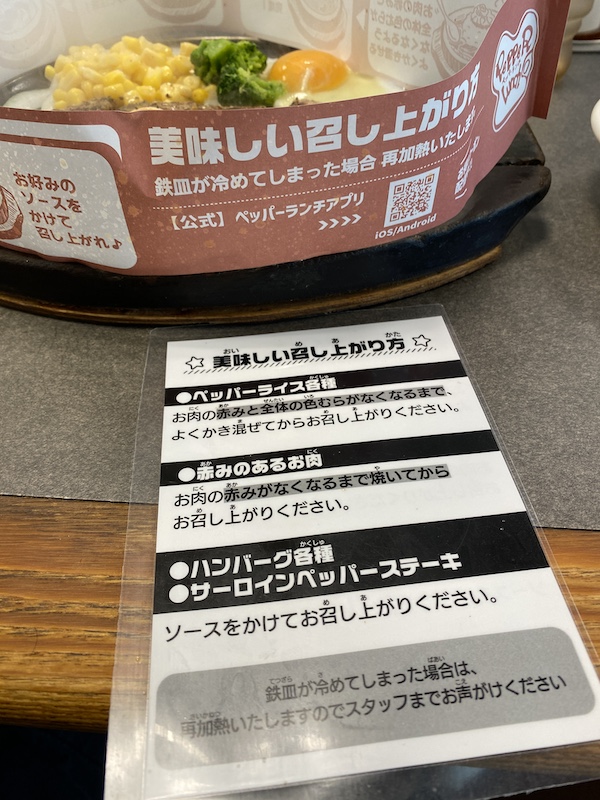 美味しい召し上がり方
鉄皿が冷めてしまった場合 再加熱いたします
【公式】 ペッパーランチアプリ
>>>>
iOS/Android
お好みの
ソースを
かけて
召し上がれ♪
☆美味しい召し上がり方☆
●ペッパーライス各種
お肉の赤みと全体の色むらがなくなるまで、
よくかき混ぜてからお召し上がりください。
●赤みのあるお肉
お肉の赤みがなくなるまで焼いてから
お召し上がりください。
●ハンバーグ各種
●サーロインペッパーステーキ
ソースをかけてお召し上がりください。
鉄皿が冷めてしまった場合は、
再加熱いたしますのでスタッフまでお声がけください